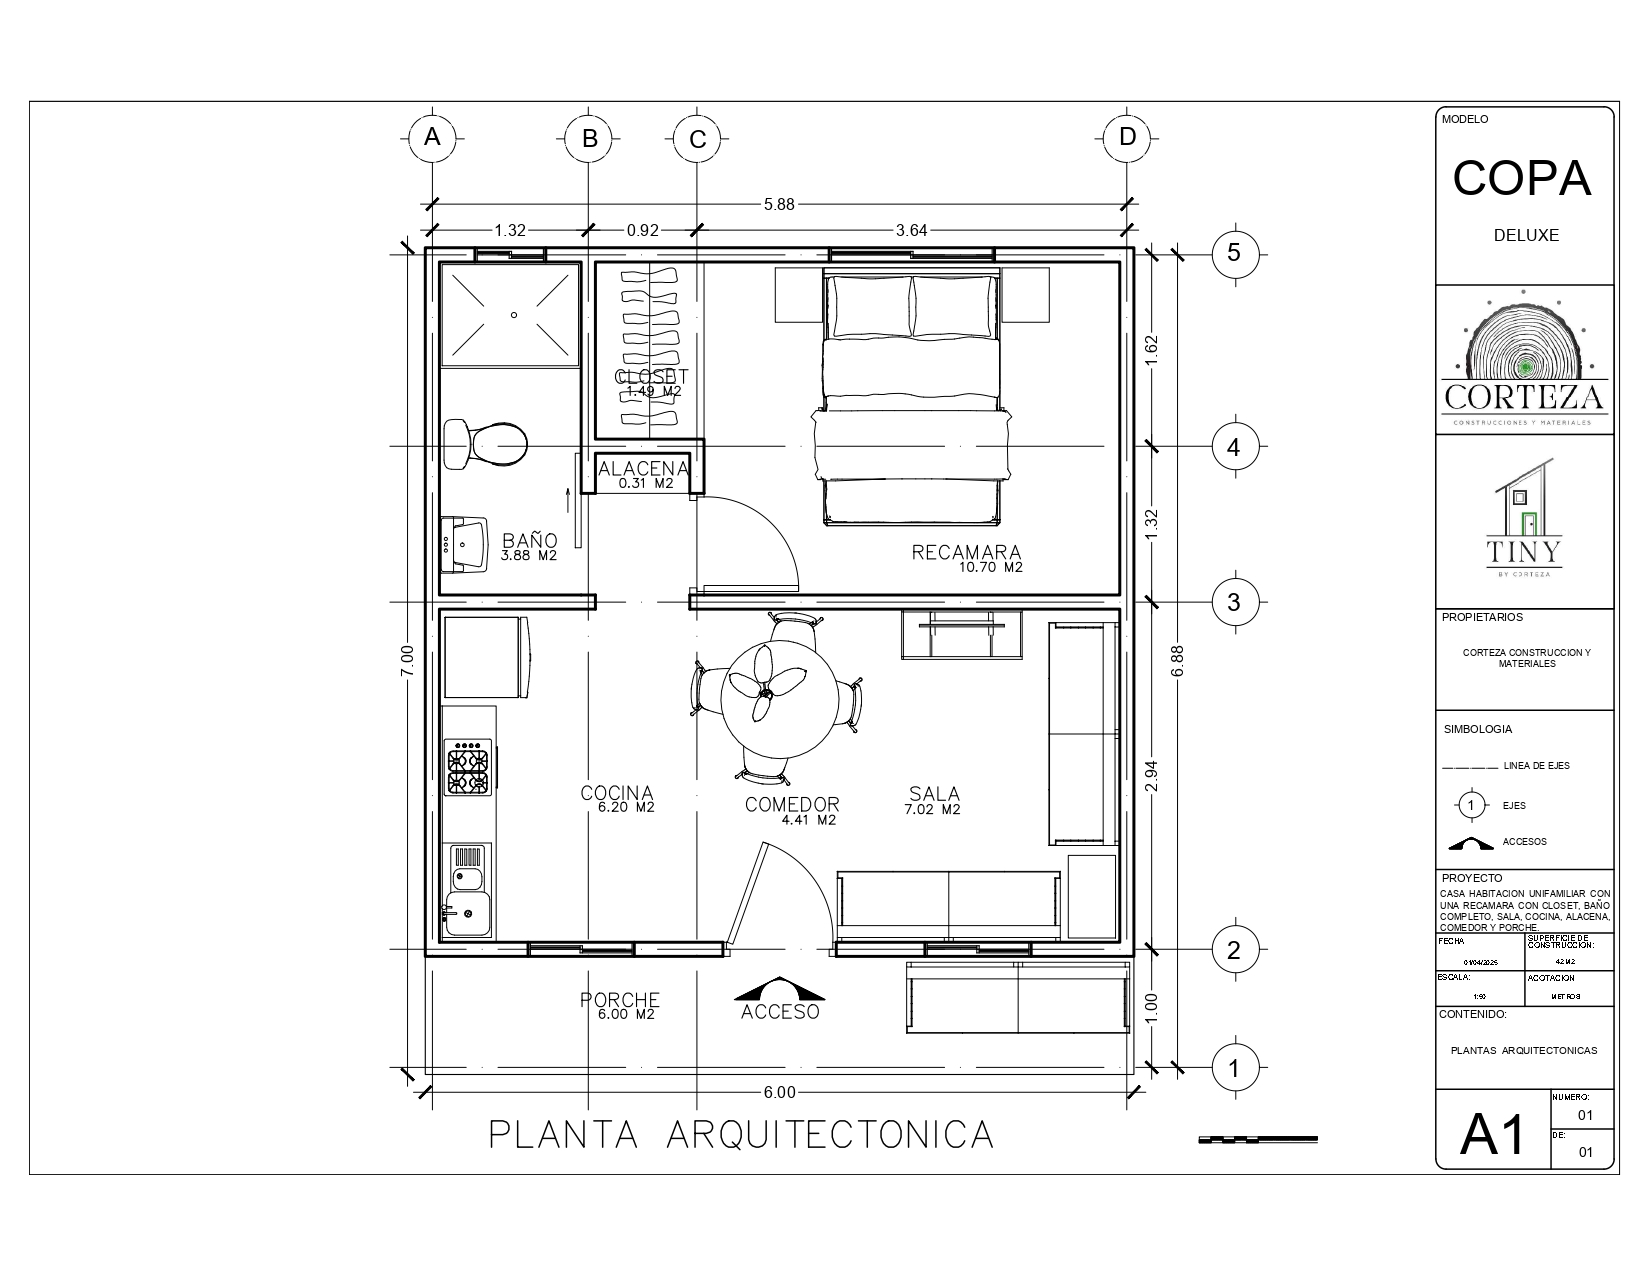 A
B
C
D
5.88
1.32
0.92
3.64
5
4
3
2
1
1.62
1.32
2.94
1.00
6.88
7.00
6.00
CLOSET
1.49 M2
ALACENA
0.31 M2
BAÑO
3.88 M2
RECAMARA
10.70 M2
COCINA
6.20 M2
COMEDOR
4.41 M2
SALA
7.02 M2
PORCHE
6.00 M2
ACCESO
PLANTA ARQUITECTONICA
MODELO
COPA
DELUXE
CORTEZA
CONSTRUCCIONES Y MATERIALES
TINY
BY CORTEZA
PROPIETARIOS
CORTEZA CONSTRUCCION Y
MATERIALES
SIMBOLOGIA
LINEA DE EJES
1
EJES
ACCESOS
PROYECTO
CASA HABITACION UNIFAMILIAR CON
UNA RECAMARA CON CLOSET, BAÑO
COMPLETO, SALA, COCINA, ALACENA,
COMEDOR Y PORCHE.
FECHA
01/04/2025
SUPERFICIE DE
CONSTRUCCION:
42 M2
ESCALA:
1:50
ACOTACION
METROS
CONTENIDO:
PLANTAS ARQUITECTONICAS
A1
NUMERO:
01
DE:
01